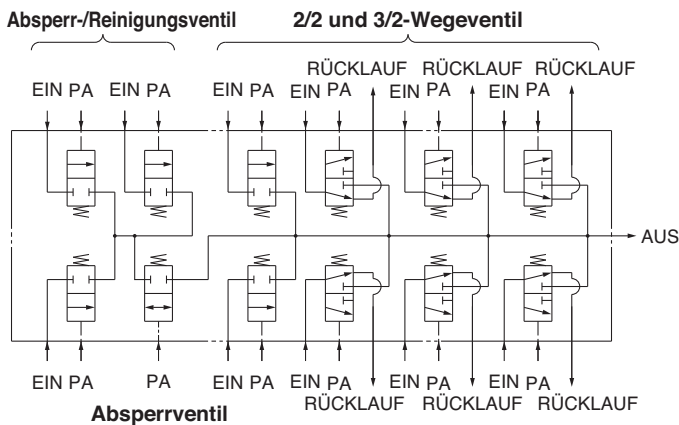 Absperr-/Reinigungsventil 2/2 und 3/2-Wegeventil
RÜCKLAUF RÜCKLAUF RÜCKLAUF
EIN PA EIN PA EIN PA EIN PA EIN PA EIN PA
AUS
EIN PA PA EIN PA EIN PA EIN PA EIN PA
RÜCKLAUF RÜCKLAUF RÜCKLAUF
Absperrventil